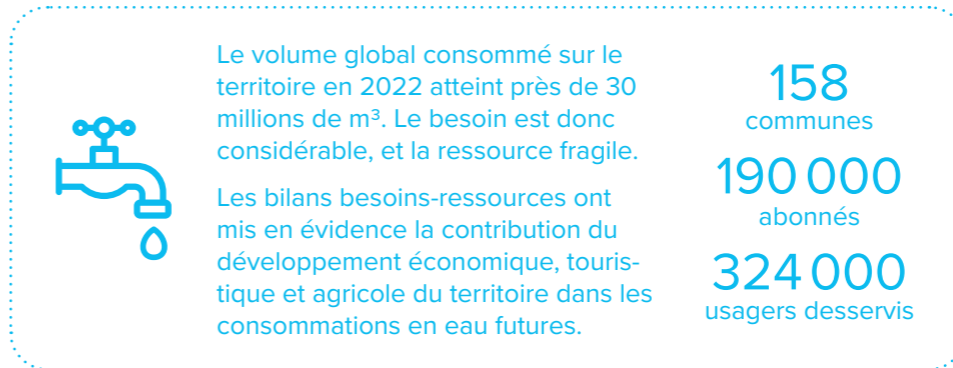 Le volume global consommé sur le
territoire en 2022 atteint près de 30
millions de m³. Le besoin est donc
considérable, et la ressource fragile.
Les bilans besoins-ressources ont
mis en évidence la contribution du
développement économique, touris-
tique et agricole du territoire dans les
consommations en eau futures.
158
communes
190 000
abonnés
324 000
usagers desservis